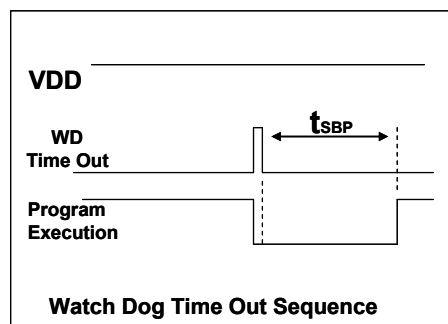 VDD
tSBP
WD
Time Out
Program
Execution
Watch Dog Time Out Sequence